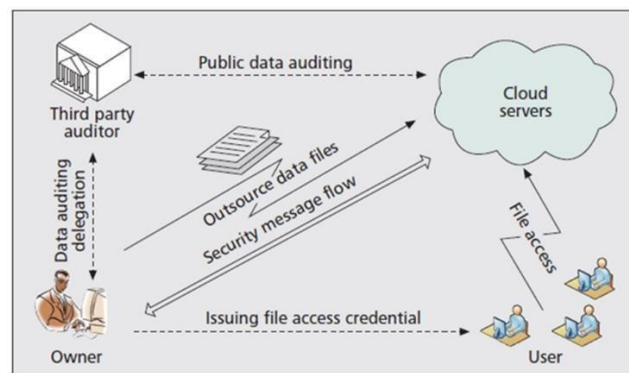 Public data auditing
Cloud
servers
Third party
auditor
Data auditing
delegation
Outsource data files
Security message flow
File access
Issuing file access credential
Owner
User